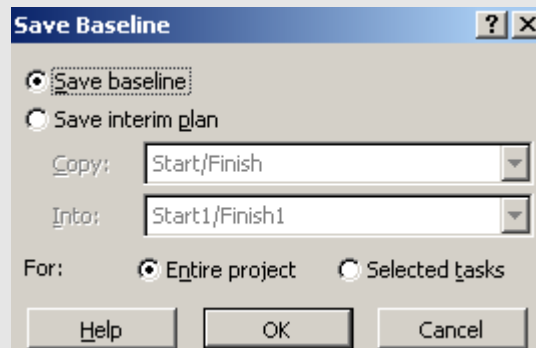 Save Baseline
Save baseline
Save interim plan
Copy: Start/Finish
Into: Start1/Finish1
For: Entire project Selected tasks
Help OK Cancel